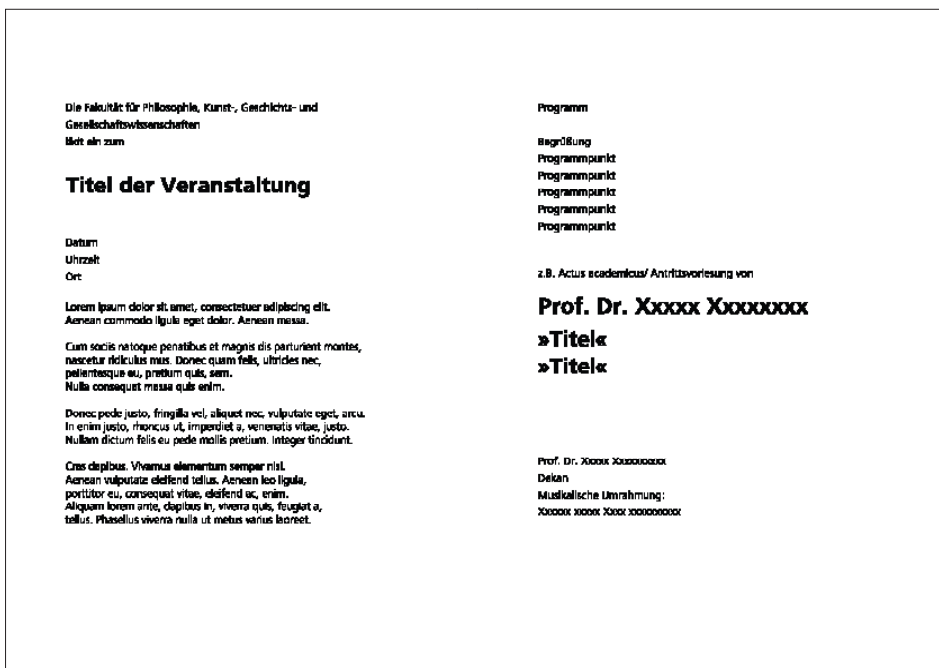 Die Fakultät für Philosophie, Kunst-, Geschichts- und
Gesellschaftswissenschaften
lädt ein zum
Titel der Veranstaltung
Datum
Uhrzeit
Ort
Lorem ipsum dolor sit amet, consectetuer adipiscing elit.
Aenean commodo ligula eget dolor. Aenean massa.
Cum sociis natoque penatibus et magnis dis parturient montes,
nascetur ridiculus mus. Donec quam felis, ultricies nec,
pellentesque eu, pretium quis, sem.
Nulla consequat massa quis enim.
Donec pede justo, fringilla vel, aliquet nec, vulputate eget, arcu.
In enim justo, rhoncus ut, imperdiet a, venenatis vitae, justo.
Nullam dictum felis eu pede mollis pretium. Integer tincidunt.
Cras dapibus. Vivamus elementum semper nisi.
Aenean vulputate eleifend tellus. Aenean leo ligula,
porttitor eu, consequat vitae, eleifend ac, enim.
Aliquam lorem ante, dapibus in, viverra quis, feugiat a,
tellus. Phasellus viverra nulla ut metus varius laoreet.
Programm
Begrüßung
Programmpunkt
Programmpunkt
Programmpunkt
Programmpunkt
Programmpunkt
z.B. Actus academicus/ Antrittsvorlesung von
Prof. Dr. Xxxxx Xxxxxxxx
»Titel«
»Titel«
Prof. Dr. Xxxxx
Dekan
Musikalische Umrahmung:
Xxxx